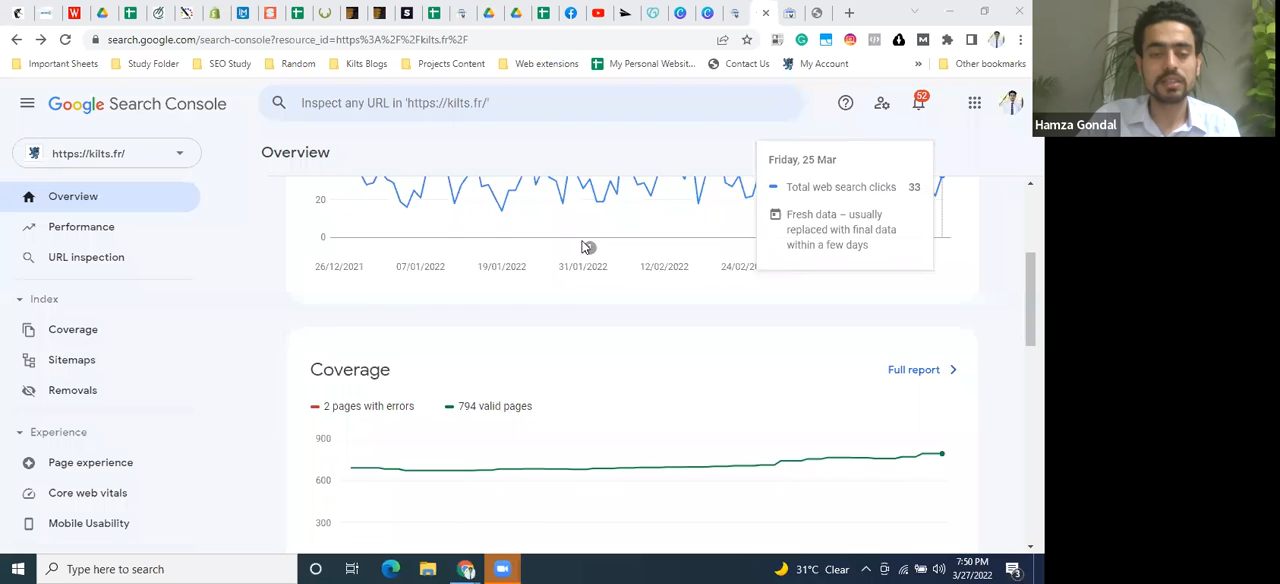 search.google.com/search-console?resource_id=https%3A%2F%2Fkilts.fr%2F
Important Sheets
Study Folder
SEO Study
Random
Kilts Blogs
Projects Content
Web extensions
My Personal Websit...
Contact Us
My Account
»
Other bookmarks
Google Search Console
Inspect any URL in 'https://kilts.fr/'
52
Hamza Gondal
https://kilts.fr/
Overview
Friday, 25 Mar
Total web search clicks 33
Fresh data – usually
replaced with final data
within a few days
Overview
Performance
URL inspection
Index
Coverage
Sitemaps
Removals
Experience
Page experience
Core web vitals
Mobile Usability
20
0
26/12/2021
07/01/2022
19/01/2022
31/01/2022
12/02/2022
24/02/2
Coverage
Full report
2 pages with errors
794 valid pages
900
600
300
Type here to search
31°C Clear
7:50 PM
3/27/2022
3